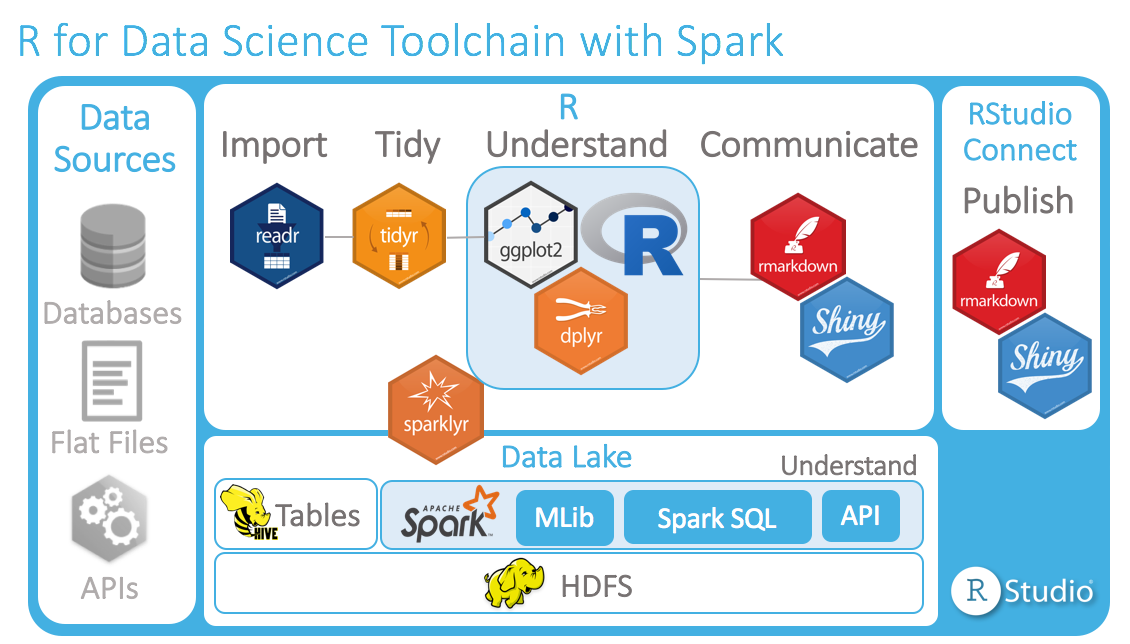 R for Data Science Toolchain with Spark
Data
Sources
Databases
Flat Files
APIs
R
Import
Tidy
Understand
Communicate
readr
tidyr
ggplot2
R
dplyr
rmarkdown
Shiny
sparklyr
RStudio
Connect
Publish
rmarkdown
Shiny
Data Lake
Understand
HIVE
Tables
APACHE
Spark
MLib
Spark SQL
API
HDFS
R Studio